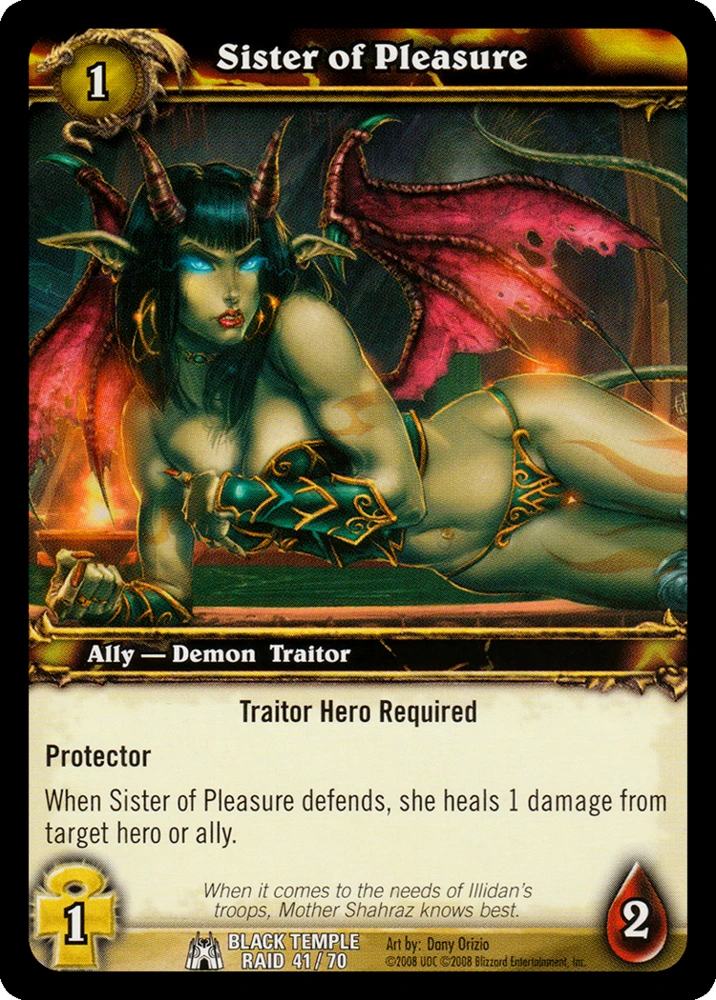 1
Sister of Pleasure
Ally — Demon Traitor
Traitor Hero Required
Protector
When Sister of Pleasure defends, she heals 1 damage from
target hero or ally.
When it comes to the needs of Illidan's
troops, Mother Shahraz knows best.
1
2
BLACK TEMPLE
RAID 41/70
Art by: Dany Orizio
©2008 UDC ©2008 Blizzard Entertainment, Inc.